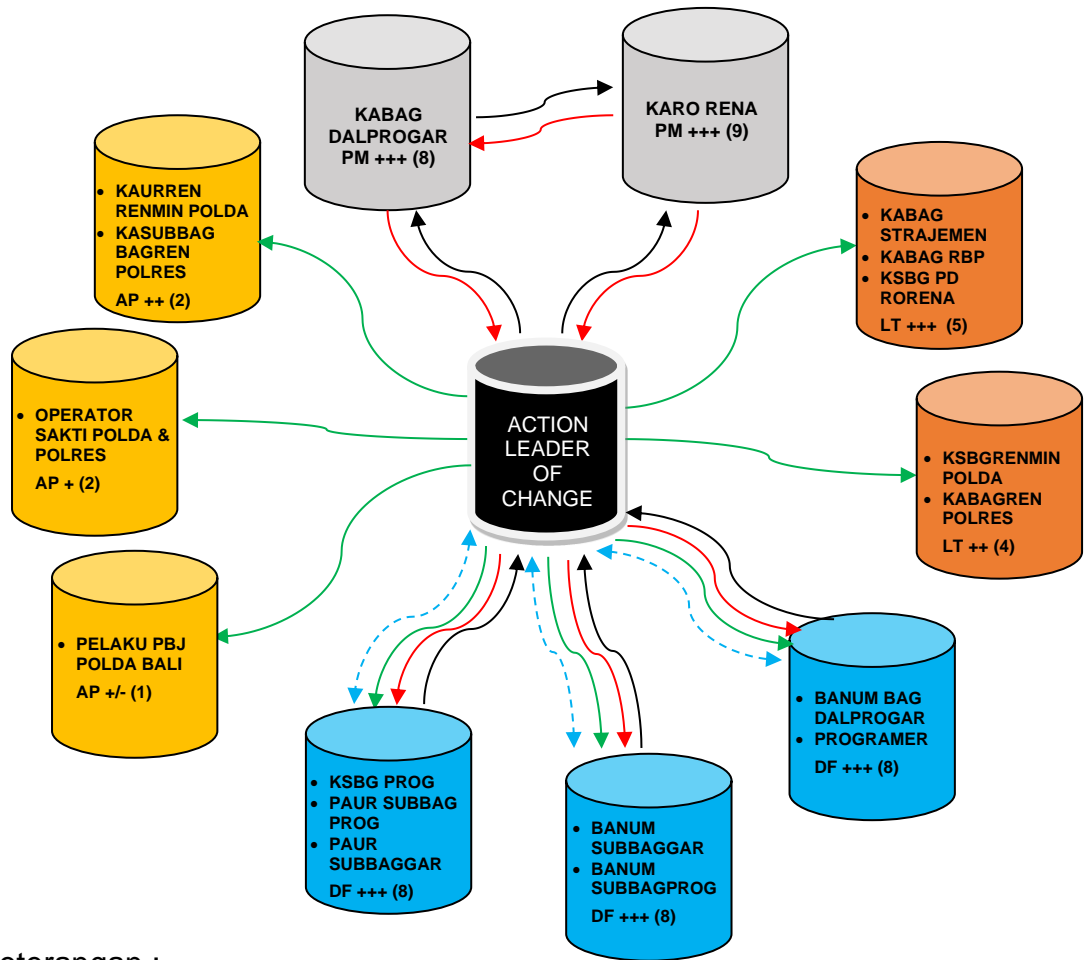 KABAG
DALPROGAR
PM +++ (8)
KARO RENA
PM +++ (9)
• KAURREN
RENMIN POLDA
• KASUBBAG
BAGREN
POLRES
AP ++ (2)
• KABAG
STRAJEMEN
• KABAG RBP
• KSBG PD
RORENA
LT +++ (5)
• OPERATOR
SAKTI POLDA &
POLRES
AP + (2)
ACTION
LEADER
OF
CHANGE
• KSBGRENMIN
POLDA
• KABAGREN
POLRES
LT ++ (4)
• PELAKU PBJ
POLDA BALI
AP +/- (1)
• BANUM BAG
DALPROGAR
• PROGRAMER
DF +++ (8)
• KSBG PROG
• PAUR SUBBAG
PROG
• PAUR
SUBBAGGAR
DF +++ (8)
• BANUM
SUBBAGGAR
• BANUM
SUBBAGPROG
DF +++ (8)